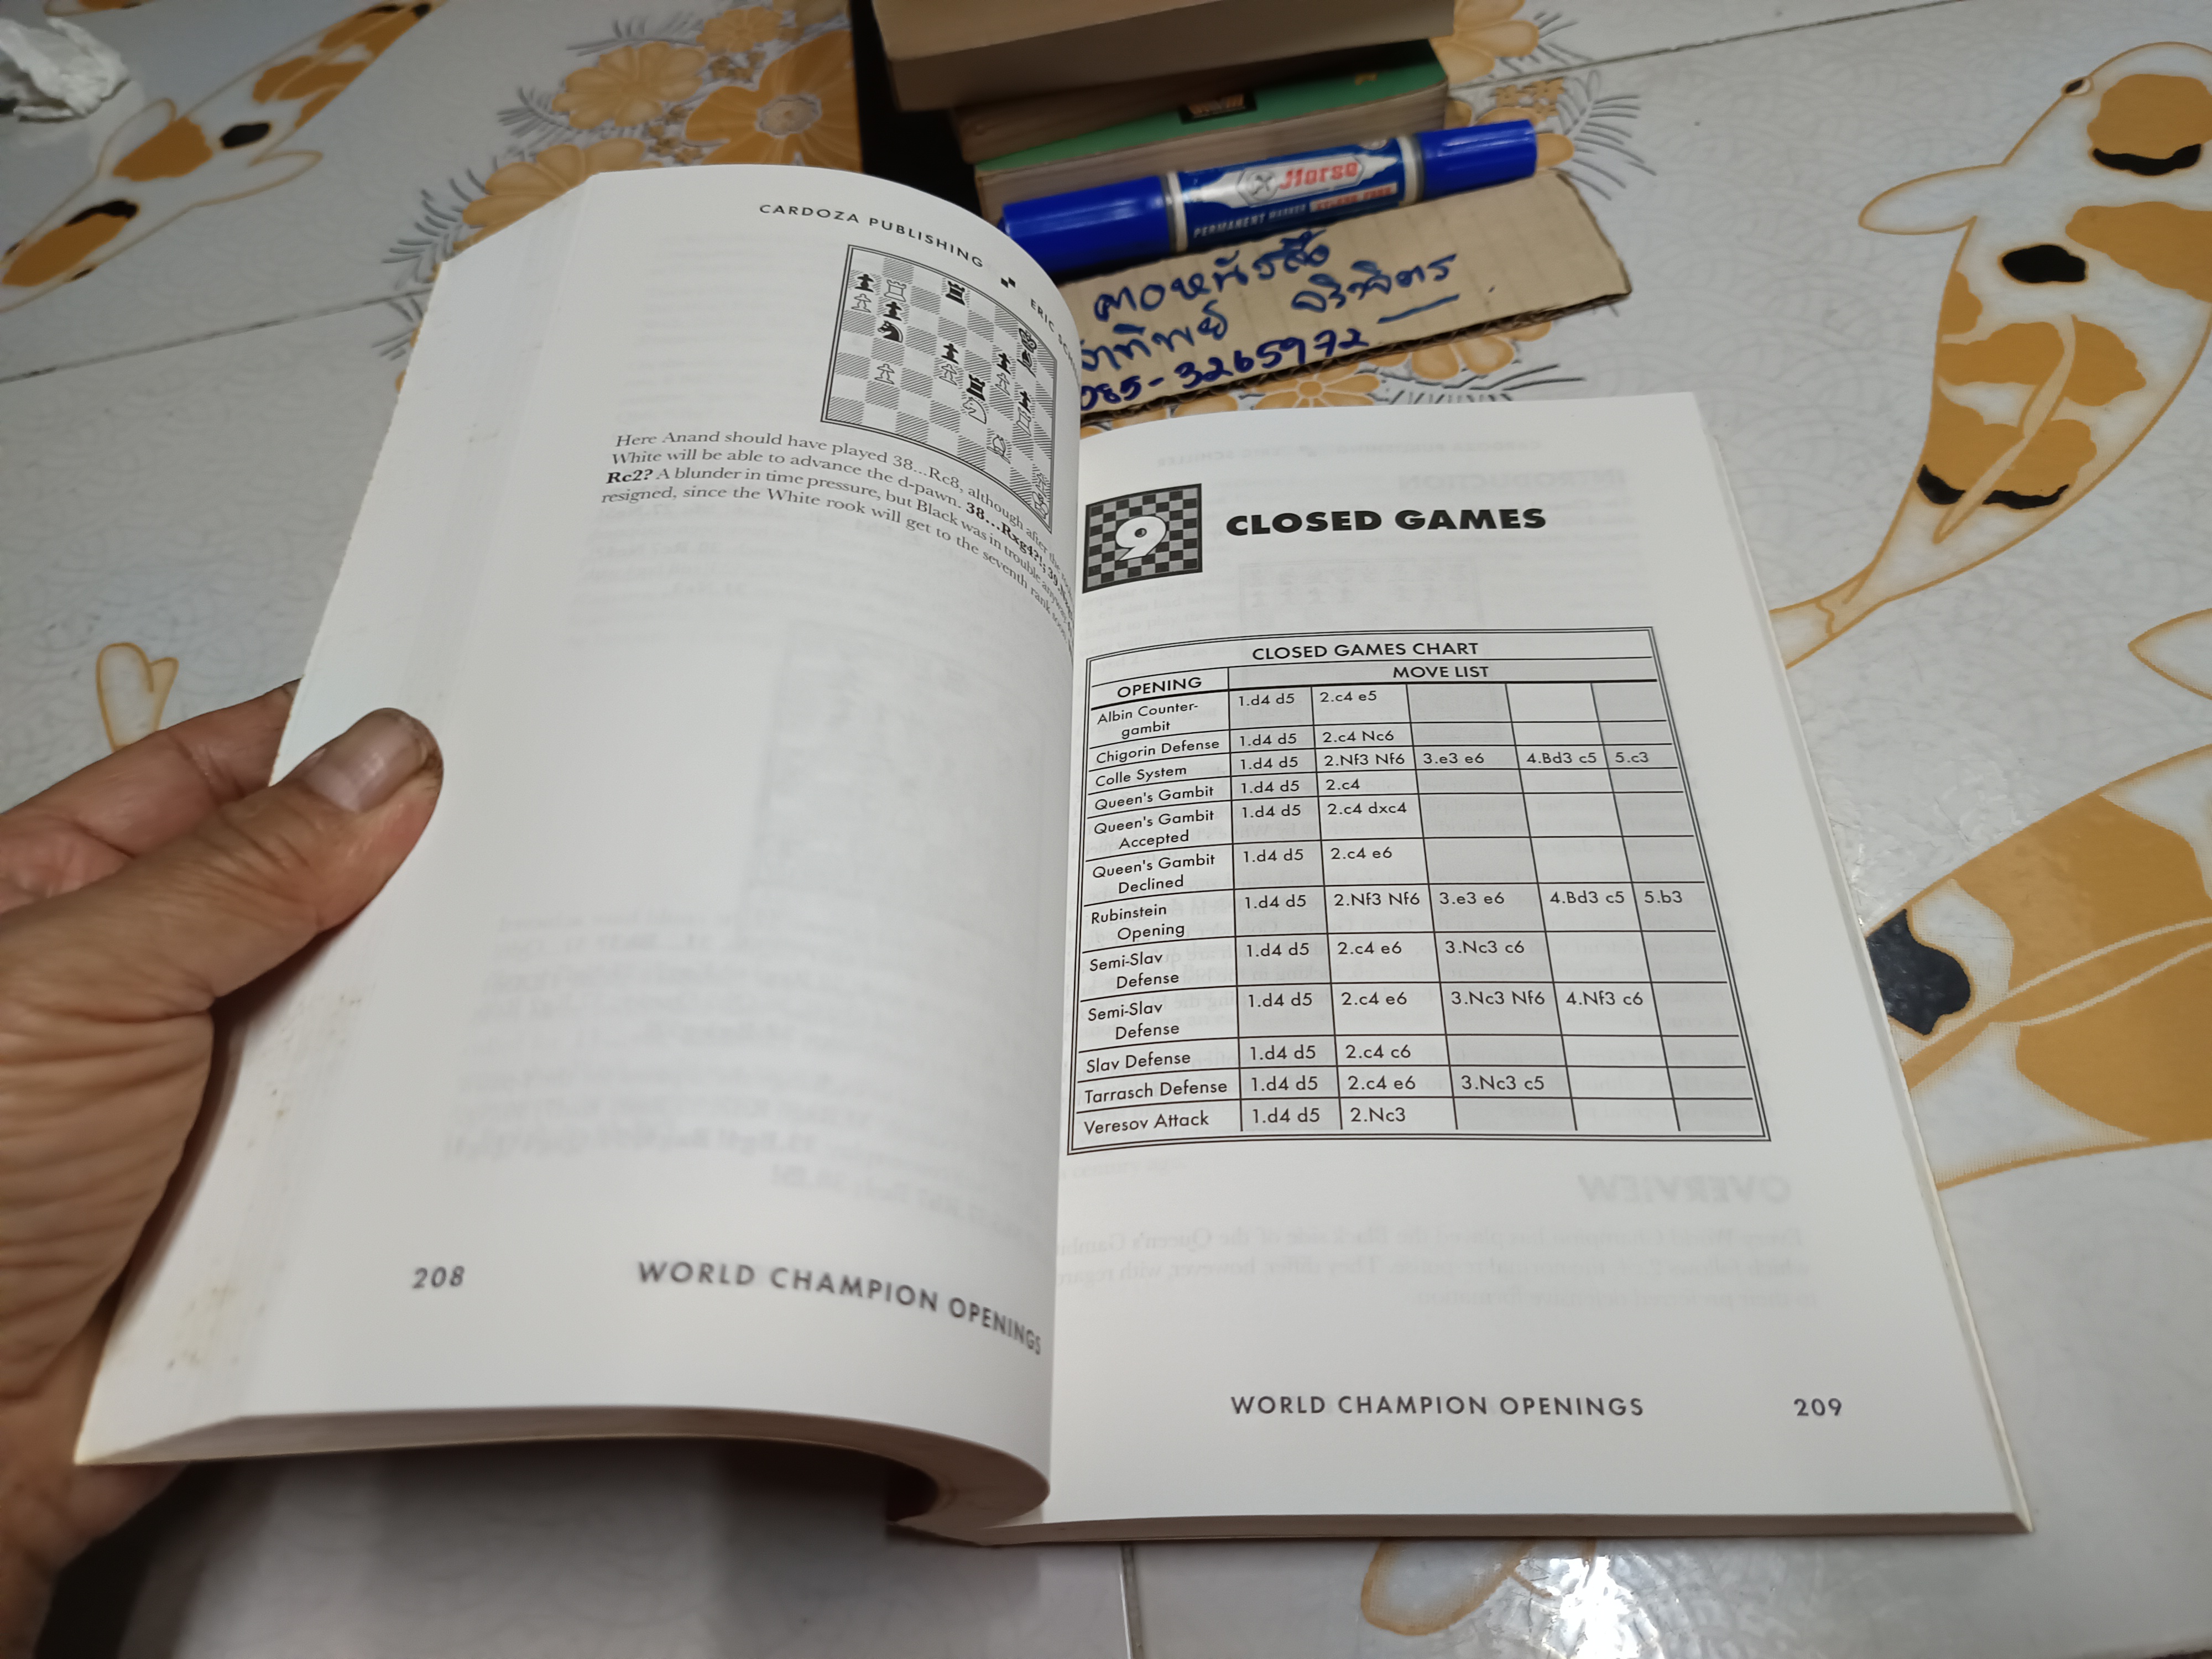 CARDOZA PUBLISHING
ERIC
Here Anand should have played 38...Rc8, although after the
White will be able to advance the d-pawn. 38...Rxg4?!; 39.
Rc2? A blunder in time pressure, but Black was in trouble anyway.
resigned, since the White rook will get to the seventh rank
208
WORLD CHAMPION OPENINGS
Horse
PERMANENT MARKER
085-3265972
9
CLOSED GAMES
CLOSED GAMES CHART
OPENING MOVE LIST
Albin Counter-
gambit 1.d4 d5 2.c4 e5
Chigorin Defense 1.d4 d5 2.c4 Nc6
Colle System 1.d4 d5 2.Nf3 Nf6 3.e3 e6 4.Bd3 c5 5.c3
Queen's Gambit 1.d4 d5 2.c4
Queen's Gambit
Accepted 1.d4 d5 2.c4 dxc4
Queen's Gambit
Declined 1.d4 d5 2.c4 e6
Rubinstein
Opening 1.d4 d5 2.Nf3 Nf6 3.e3 e6 4.Bd3 c5 5.b3
Semi-Slav
Defense 1.d4 d5 2.c4 e6 3.Nc3 c6
Semi-Slav
Defense 1.d4 d5 2.c4 e6 3.Nc3 Nf6 4.Nf3 c6
Slav Defense 1.d4 d5 2.c4 c6
Tarrasch Defense 1.d4 d5 2.c4 e6 3.Nc3 c5
Veresov Attack 1.d4 d5 2.Nc3
WORLD CHAMPION OPENINGS
209